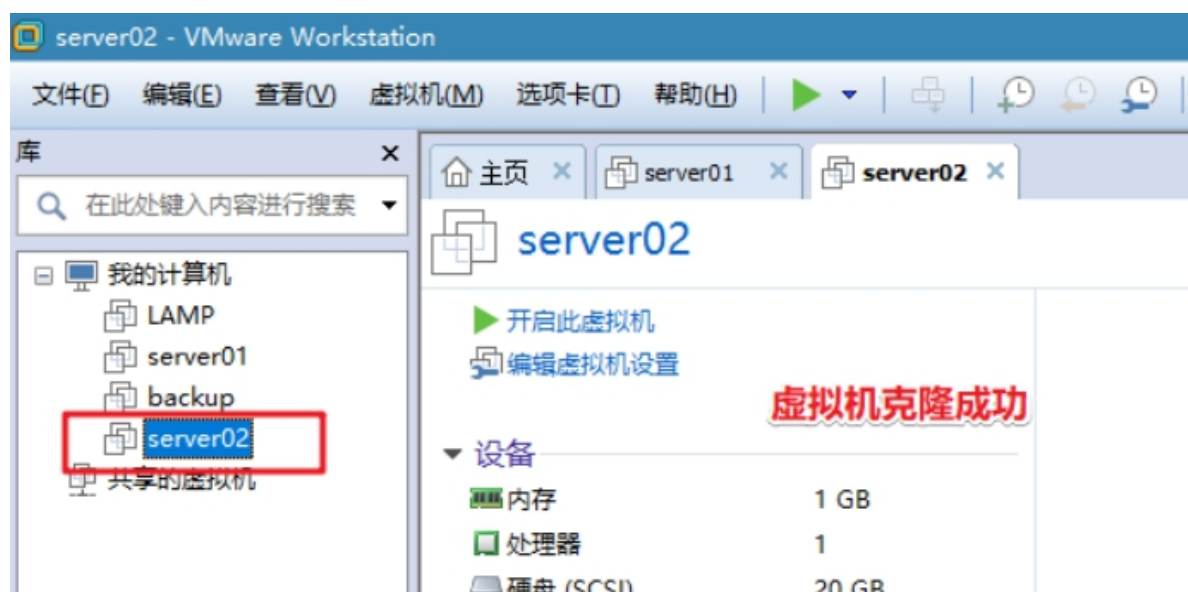 server02 - VMware Workstation
文件(F) 编辑(E) 查看(V) 虚拟机(M) 选项卡(T) 帮助(H)
库
在此处键入内容进行搜索
我的计算机
LAMP
server01
backup
server02
共享的虚拟机
主页 server01 server02
server02
开启此虚拟机
编辑虚拟机设置
虚拟机克隆成功
设备
内存 1 GB
处理器 1
硬盘 (SCSI) 20 GB